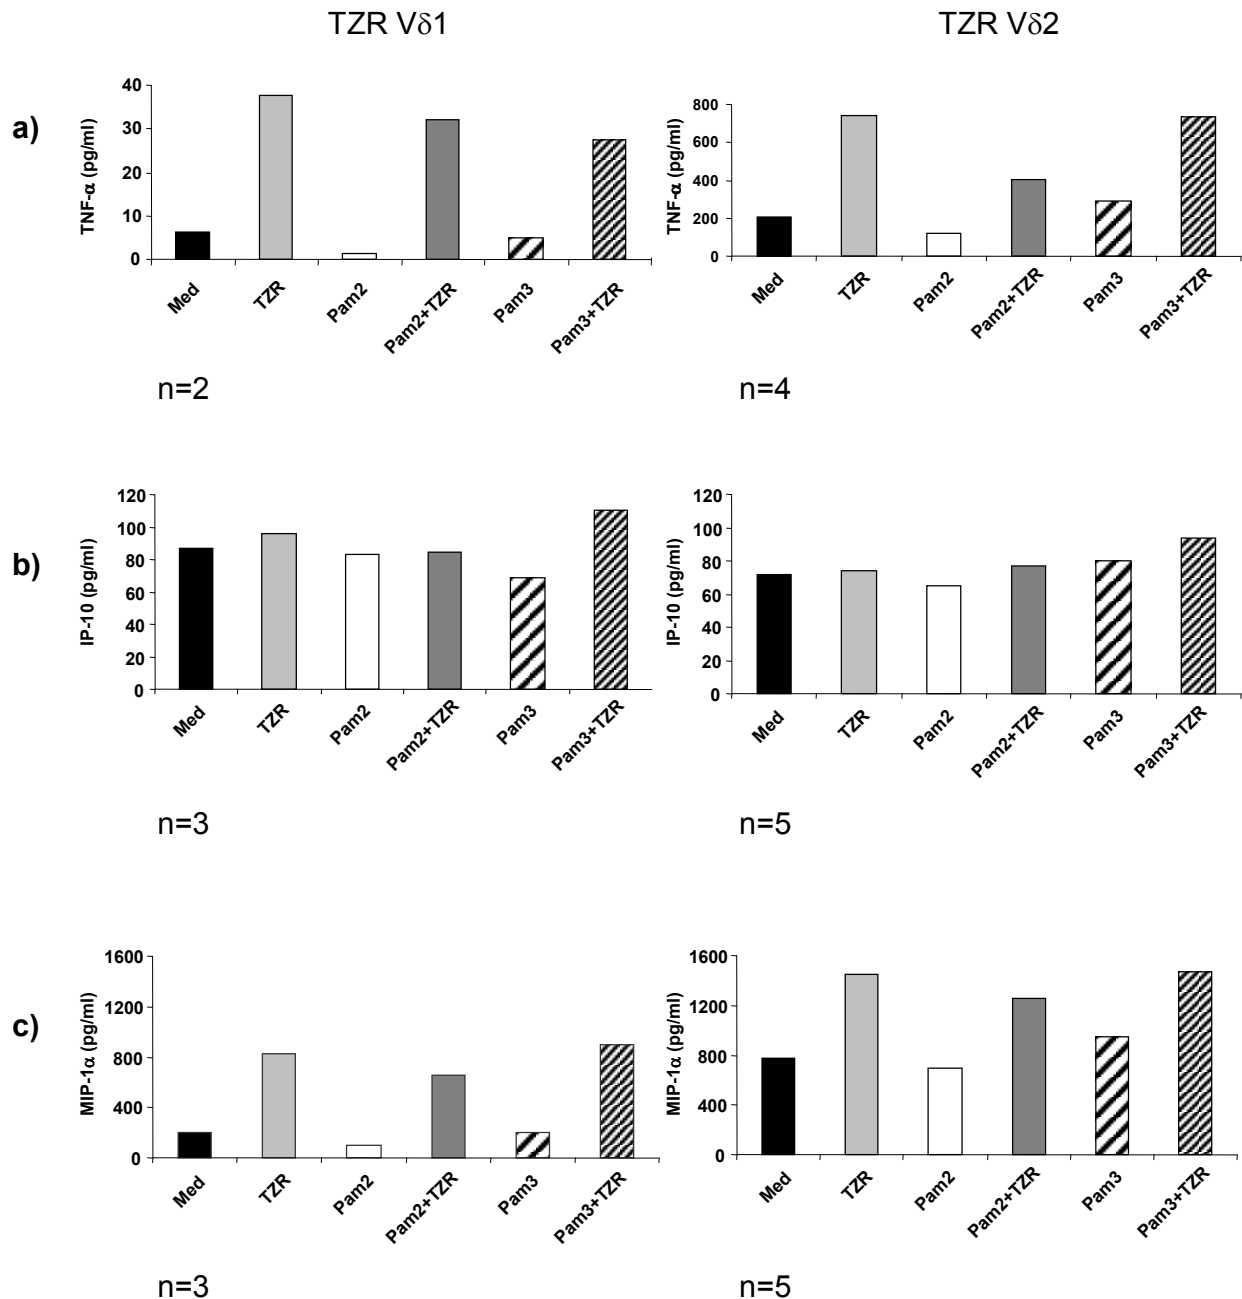 TZR Vδ1
TZR Vδ2
a)
TNF-α (pg/ml)
40
30
20
10
0
Med
TZR
Pam2
Pam2+TZR
Pam3
Pam3+TZR
n=2
TNF-α (pg/ml)
800
600
400
200
0
Med
TZR
Pam2
Pam2+TZR
Pam3
Pam3+TZR
n=4
b)
IP-10 (pg/ml)
120
100
80
60
40
20
0
Med
TZR
Pam2
Pam2+TZR
Pam3
Pam3+TZR
n=3
IP-10 (pg/ml)
120
100
80
60
40
20
0
Med
TZR
Pam2
Pam2+TZR
Pam3
Pam3+TZR
n=5
c)
MIP-1α (pg/ml)
1600
1200
800
400
0
Med
TZR
Pam2
Pam2+TZR
Pam3
Pam3+TZR
n=3
MIP-1α (pg/ml)
1600
1200
800
400
0
Med
TZR
Pam2
Pam2+TZR
Pam3
Pam3+TZR
n=5